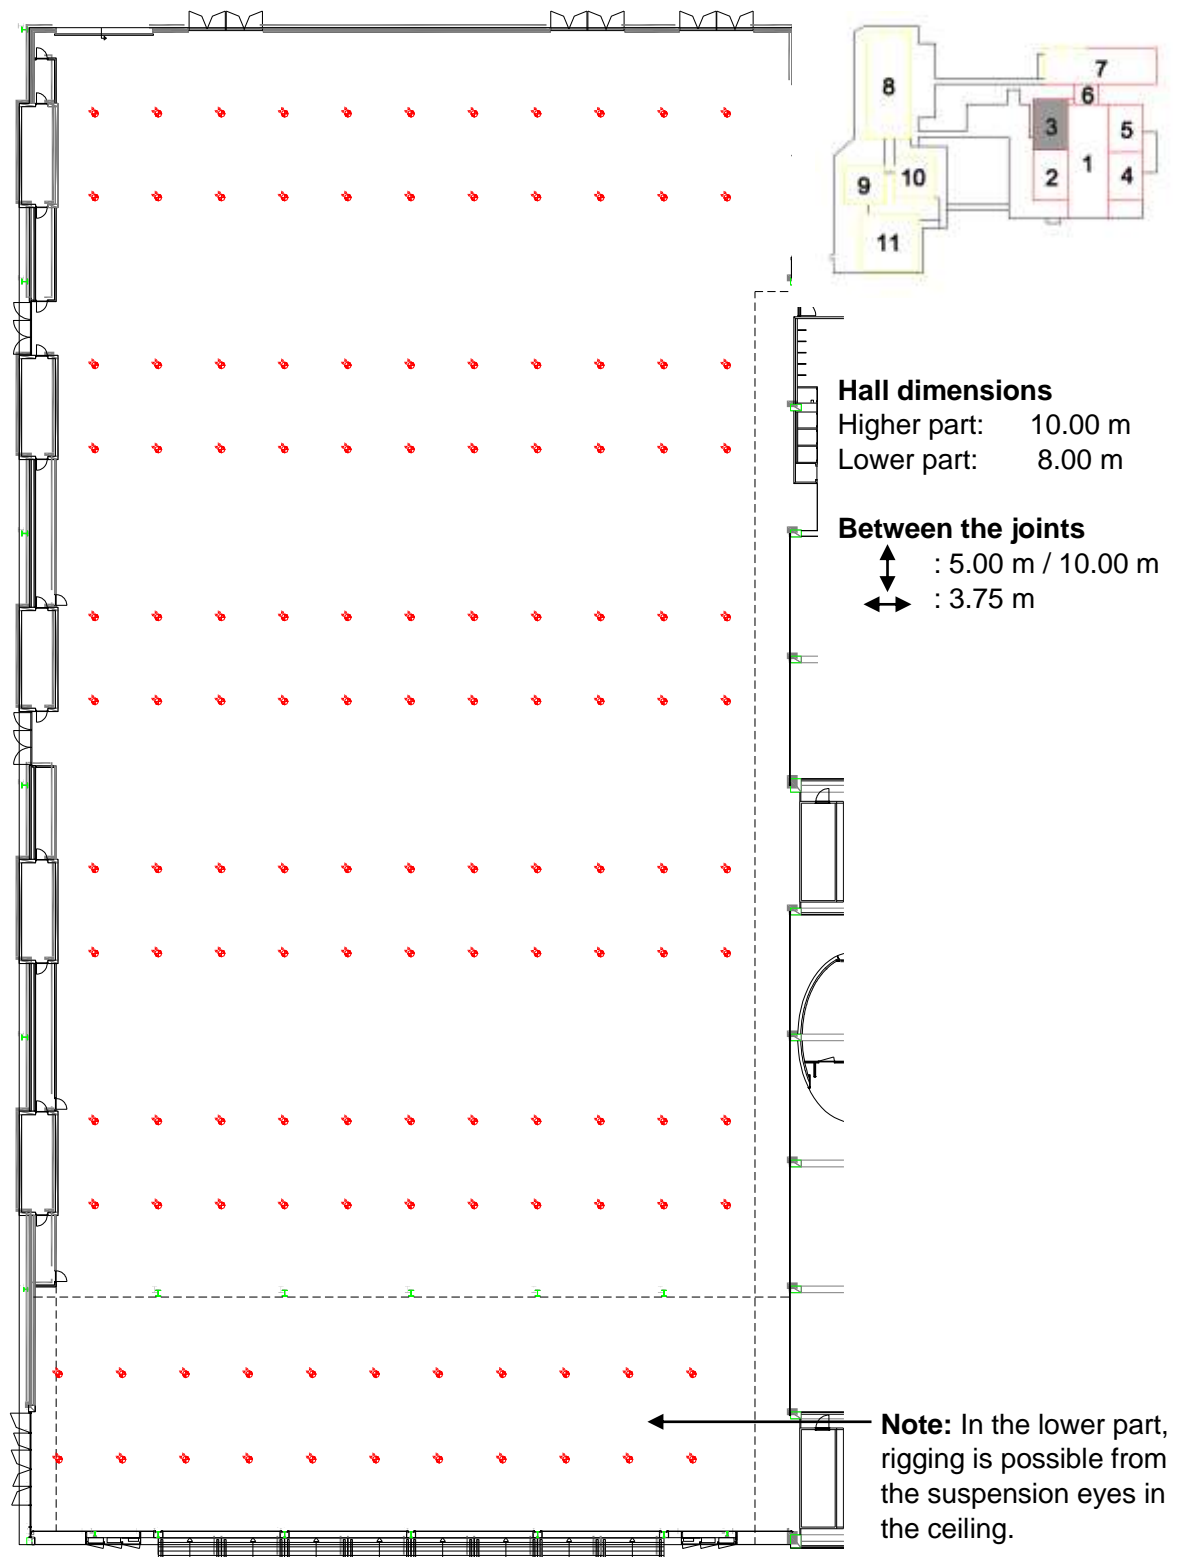 7
8
6
3
5
1
2
4
9
10
11
Hall dimensions
Higher part: 10.00 m
Lower part: 8.00 m
Between the joints
: 5.00 m / 10.00 m
: 3.75 m
Note: In the lower part,
rigging is possible from
the suspension eyes in
the ceiling.